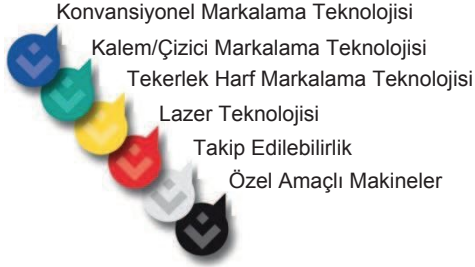 Konvansiyonel Markalama Teknolojisi
Kalem/Çizici Markalama Teknolojisi
Tekerlek Harf Markalama Teknolojisi
Lazer Teknolojisi
Takip Edilebilirlik
Özel Amaçlı Makineler